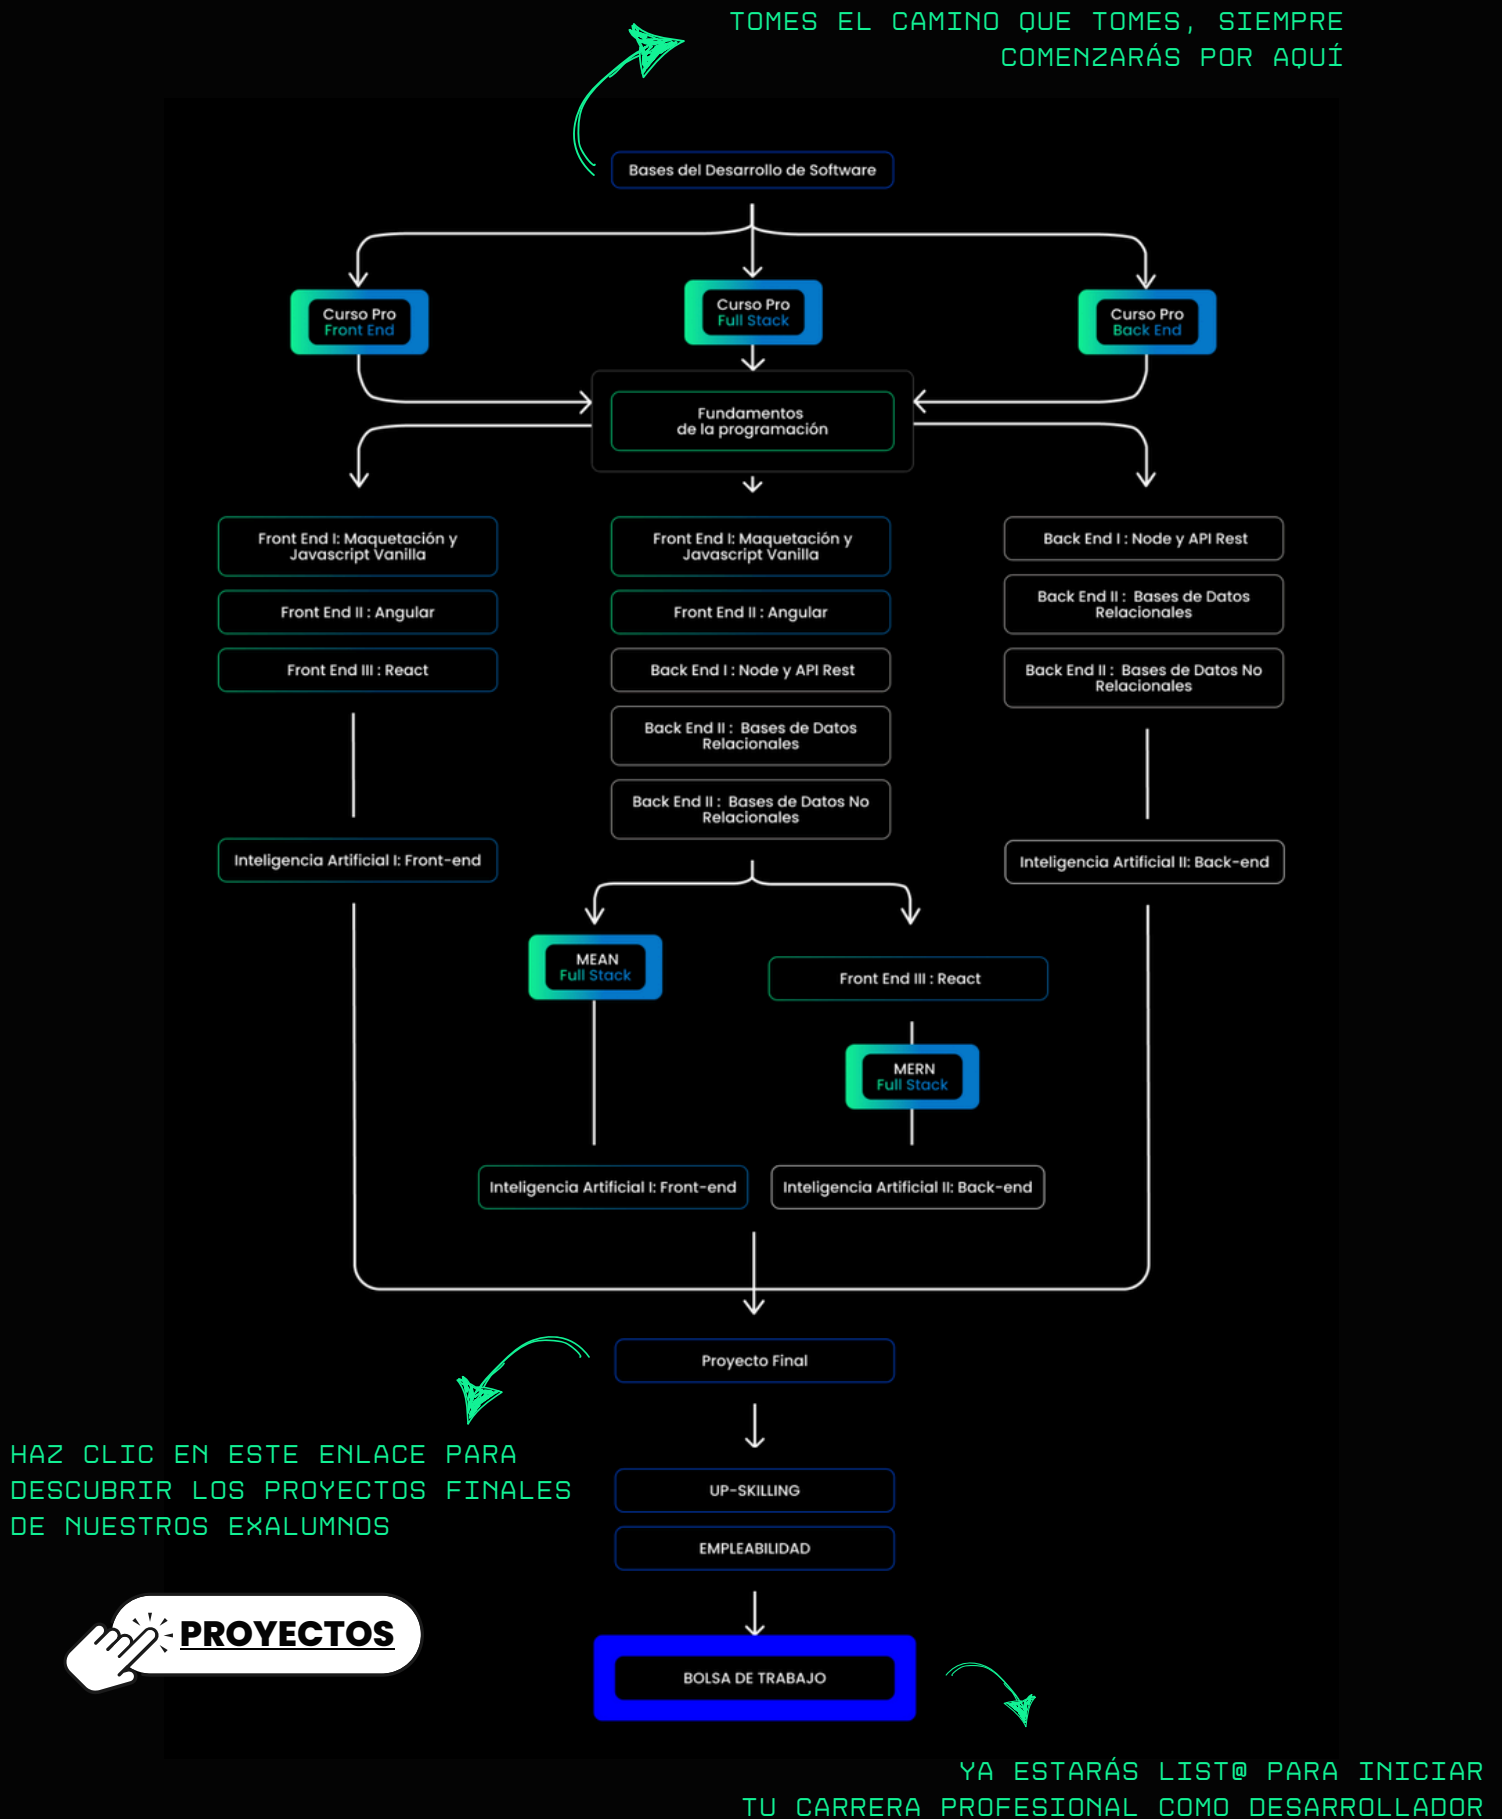 TOMES EL CAMINO QUE TOMES, SIEMPRE
COMENZARÁS POR AQUÍ
Bases del Desarrollo de Software
Curso Pro
Front End
Curso Pro
Full Stack
Curso Pro
Back End
Fundamentos
de la programación
Front End I: Maquetación y
Javascript Vanilla
Front End II : Angular
Front End III : React
Inteligencia Artificial I: Front-end
Front End I: Maquetación y
Javascript Vanilla
Front End II : Angular
Back End I : Node y API Rest
Back End II : Bases de Datos
Relacionales
Back End II : Bases de Datos No
Relacionales
Back End I : Node y API Rest
Back End II : Bases de Datos
Relacionales
Back End II : Bases de Datos No
Relacionales
Inteligencia Artificial II: Back-end
MEAN
Full Stack
Front End III : React
MERN
Full Stack
Inteligencia Artificial I: Front-end
Inteligencia Artificial II: Back-end
Proyecto Final
HAZ CLIC EN ESTE ENLACE PARA
DESCUBRIR LOS PROYECTOS FINALES
DE NUESTROS EXALUMNOS
PROYECTOS
UP-SKILLING
EMPLEABILIDAD
BOLSA DE TRABAJO
YA ESTARÁS LIST@ PARA INICIAR
TU CARRERA PROFESIONAL COMO DESARROLLADOR